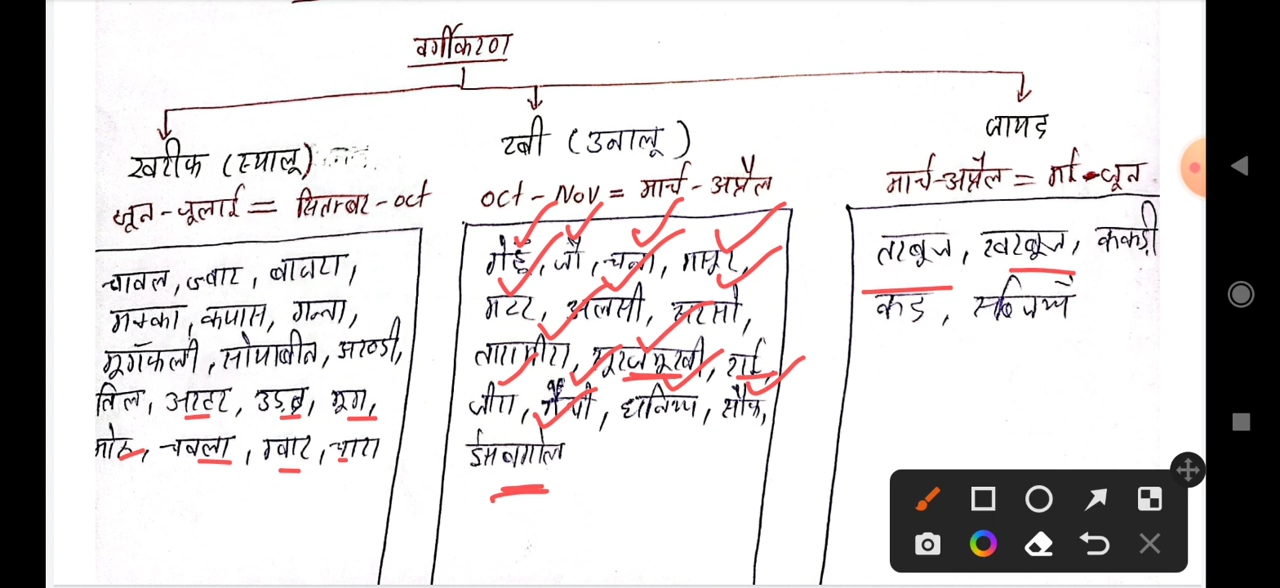 वर्गीकरण
खरीफ (स्यालू)
जून-जूलाई = सितम्बर-oct
चावल, ज्वार, बाजरा,
मक्का, कपास, गन्ना,
मूगँफली, सोयाबीन, अरण्डी,
तिल, अरहर, उड़द, मूग,
मोठ, चवला, ग्वार, चारा
रबी (उनालू)
oct-Nov = मार्च-अप्रैल
गेहूँ, जौ, चना, मसूर,
मटर, अलसी, सरसो,
तारामीरा, सूरजमूखी, राई,
जीरा, मैथी, धनिया, सौफ,
ईसबगोल
जायद
मार्च-अप्रैल = मई-जून
तरबूज, खरबूज, ककड़ी
कद्द, सब्जियाँ